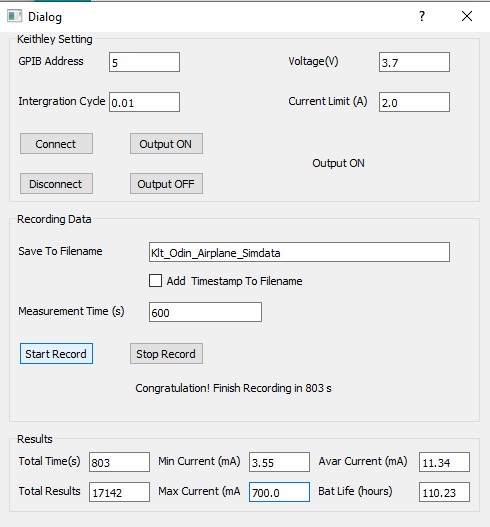 Dialog ?
Keithley Setting
GPIB Address 5 Voltage(V) 3.7
Intergration Cycle 0.01 Current Limit (A) 2.0
Connect Output ON
Output ON
Disconnect Output OFF
Recording Data
Save To Filename Klt_Odin_Airplane_Simdata
Add Timestamp To Filename
Measurement Time (s) 600
Start Record Stop Record
Congratulation! Finish Recording in 803 s
Results
Total Time(s) 803 Min Current (mA) 3.55 Avar Current (mA) 11.34
Total Results 17142 Max Current (mA 700.0 Bat Life (hours) 110.23